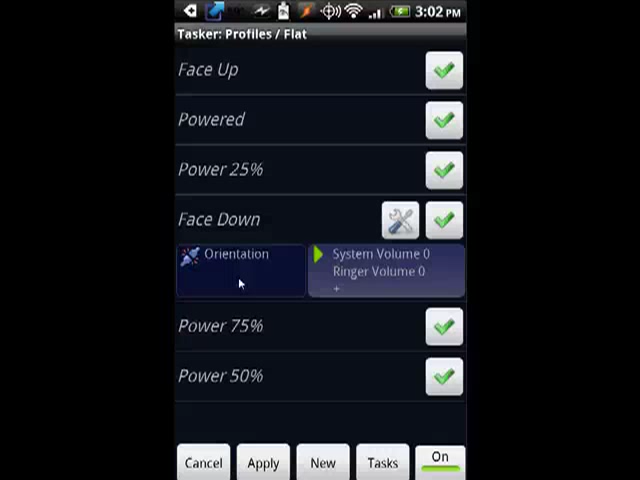 3:02 PM
Tasker: Profiles / Flat
Face Up
Powered
Power 25%
Face Down
Orientation
System Volume 0
Ringer Volume 0
+
Power 75%
Power 50%
Cancel
Apply
New
Tasks
On